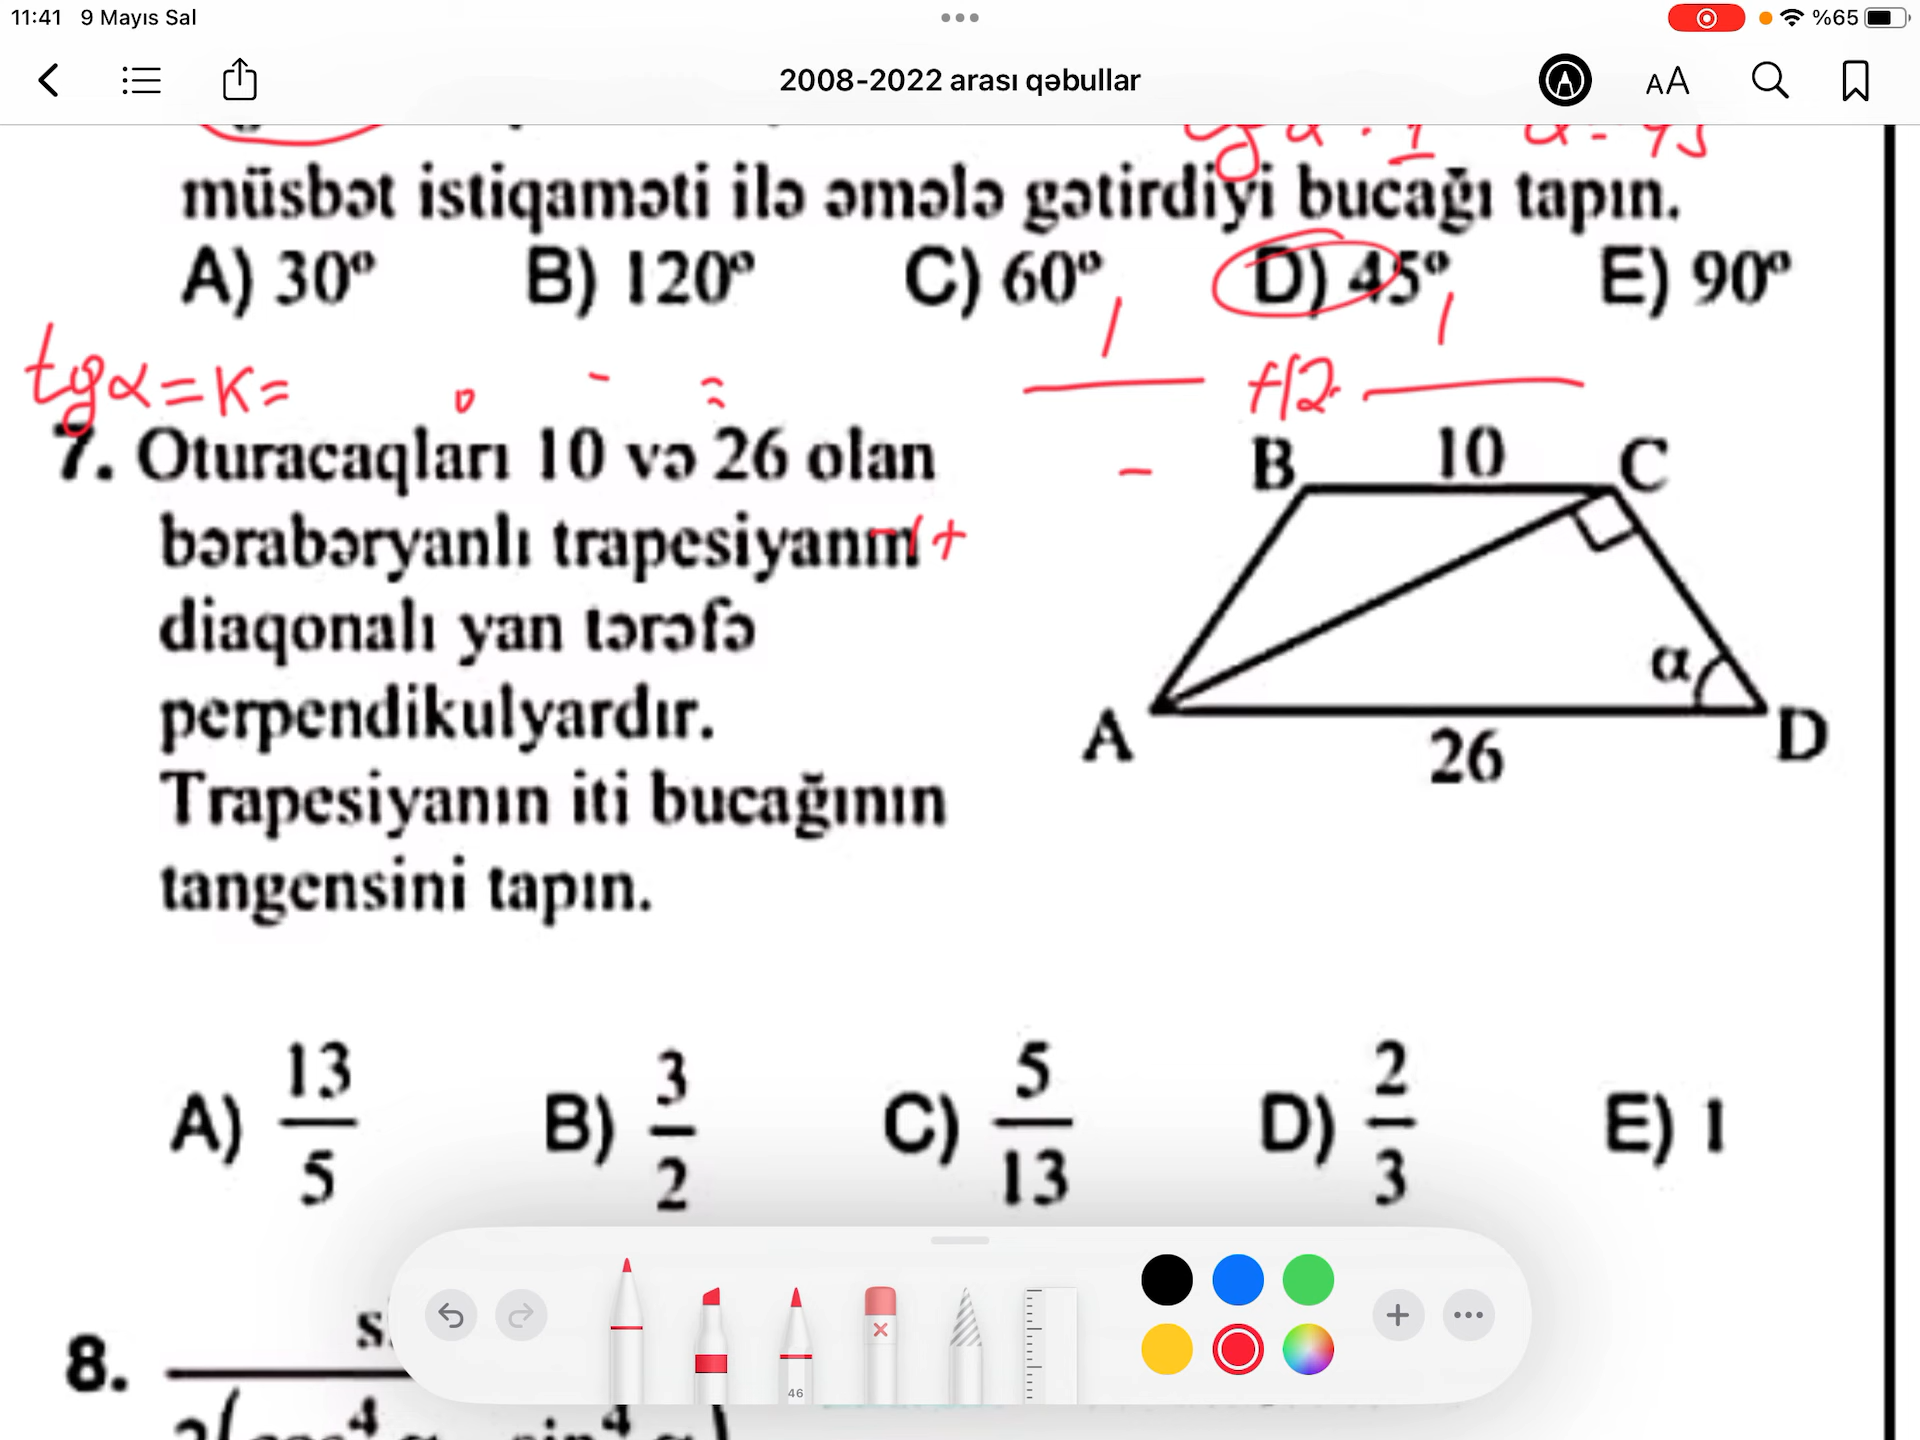 11:41 9 Mayıs Sal
%65
2008-2022 arası qəbullar
AA
müsbət istiqaməti ilə əmələ gətirdiyi bucağı tapın.
A) 30° B) 120° C) 60° D) 45° E) 90°
tgα=K=
7. Oturacaqları 10 və 26 olan
bərabəryanlı trapesiyanın
diaqonalı yan tərəfə
perpendikulyardır.
Trapesiyanın iti bucağının
tangensini tapın.
B 10 C
α
A 26 D
A) 13/5 B) 3/2 C) 5/13 D) 2/3 E) 1
8.
46